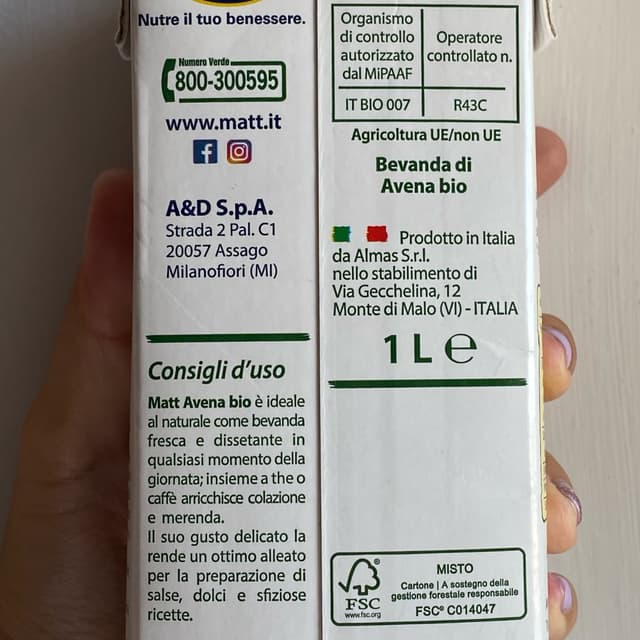 Nutre il tuo benessere.
Numero Verde
800-300595
www.matt.it
A&D S.p.A.
Strada 2 Pal. C1
20057 Assago
Milanofiori (MI)
Consigli d'uso
Matt Avena bio è ideale
al naturale come bevanda
fresca e dissetante in
qualsiasi momento della
giornata; insieme a the o
caffè arricchisce colazione
e merenda.
Il suo gusto delicato la
rende un ottimo alleato
per la preparazione di
salse, dolci e sfiziose
ricette.
Organismo
di controllo
autorizzato
dal MiPAAF
Operatore
controllato n.
IT BIO 007
R43C
Agricoltura UE/non UE
Bevanda di
Avena bio
Prodotto in Italia
da Almas S.r.l.
nello stabilimento di
Via Gecchelina, 12
Monte di Malo (VI) - ITALIA
1 L ℮
FSC
www.fsc.org
MISTO
Cartone | A sostegno della
gestione forestale responsabile
FSC® C014047